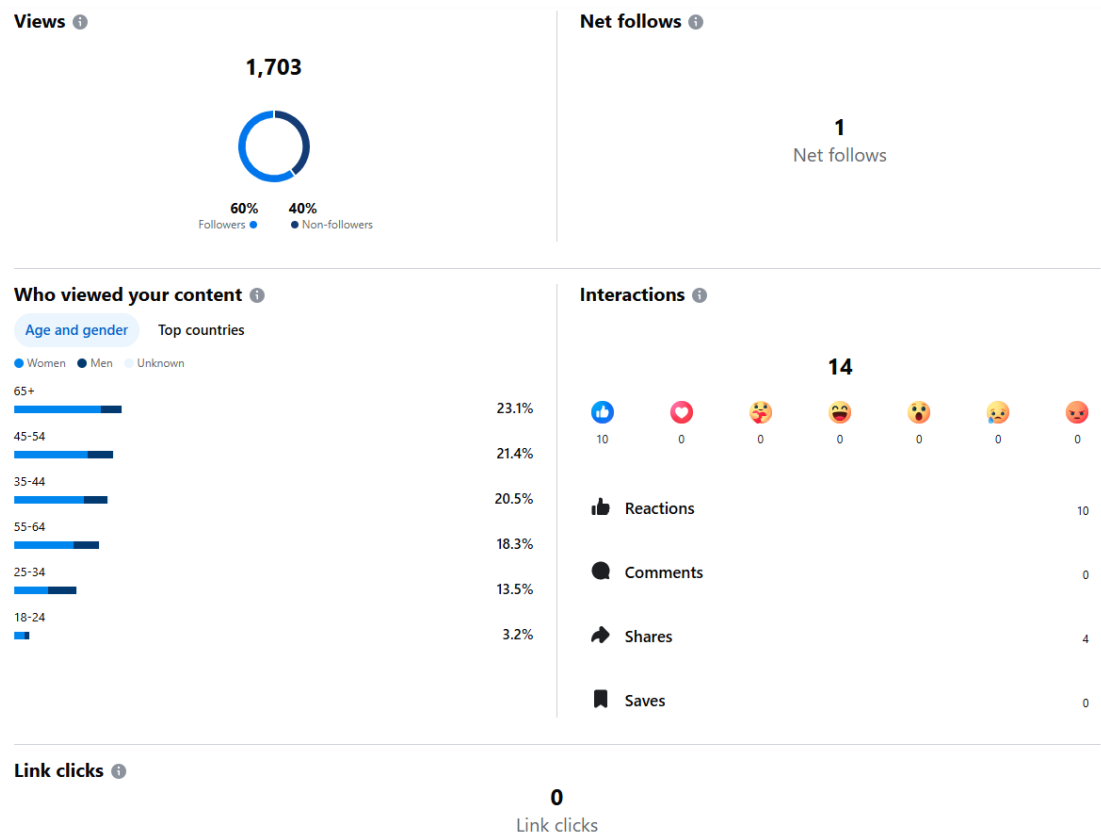 Views
1,703
60% 40%
Followers Non-followers
Net follows
1
Net follows
Who viewed your content
Age and gender Top countries
Women Men Unknown
65+
23.1%
45-54
21.4%
35-44
20.5%
55-64
18.3%
25-34
13.5%
18-24
3.2%
Interactions
14
10 0 0 0 0 0 0
Reactions 10
Comments 0
Shares 4
Saves 0
Link clicks
0
Link clicks